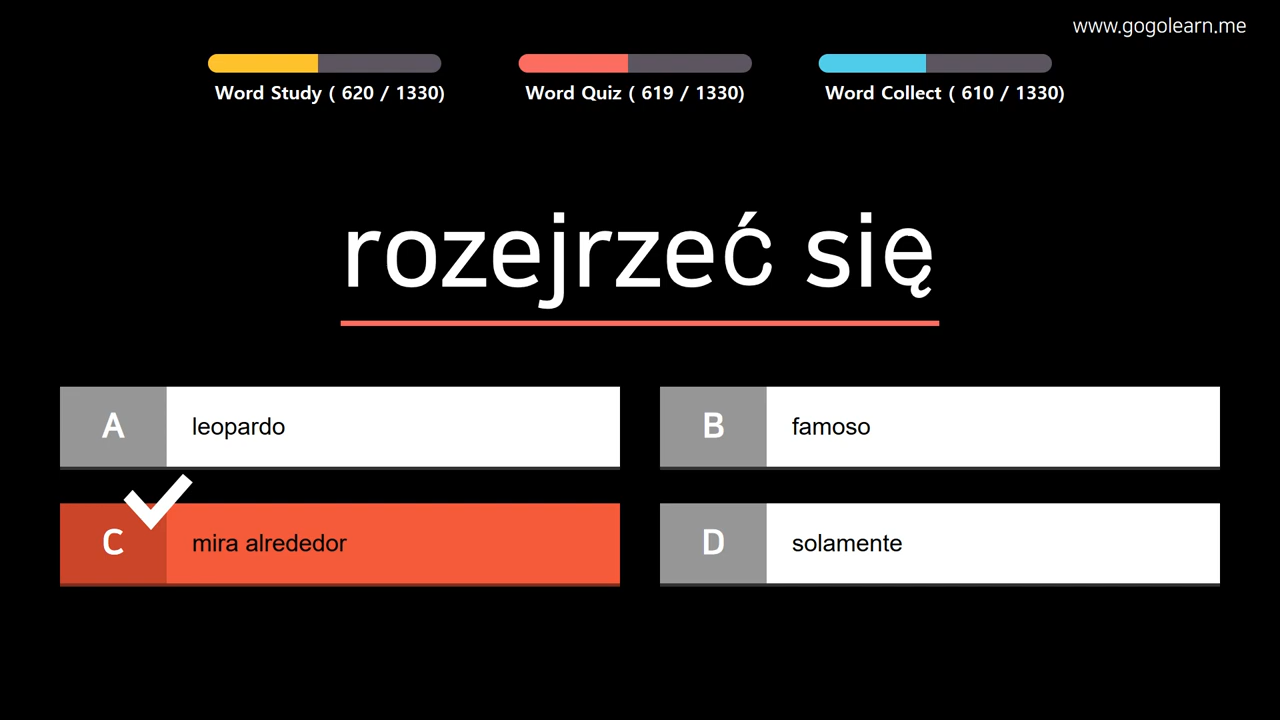 www.gogolearn.me
Word Study ( 620 / 1330)
Word Quiz ( 619 / 1330)
Word Collect ( 610 / 1330)
rozejrzeć się
A
leopardo
B
famoso
C
mira alrededor
D
solamente